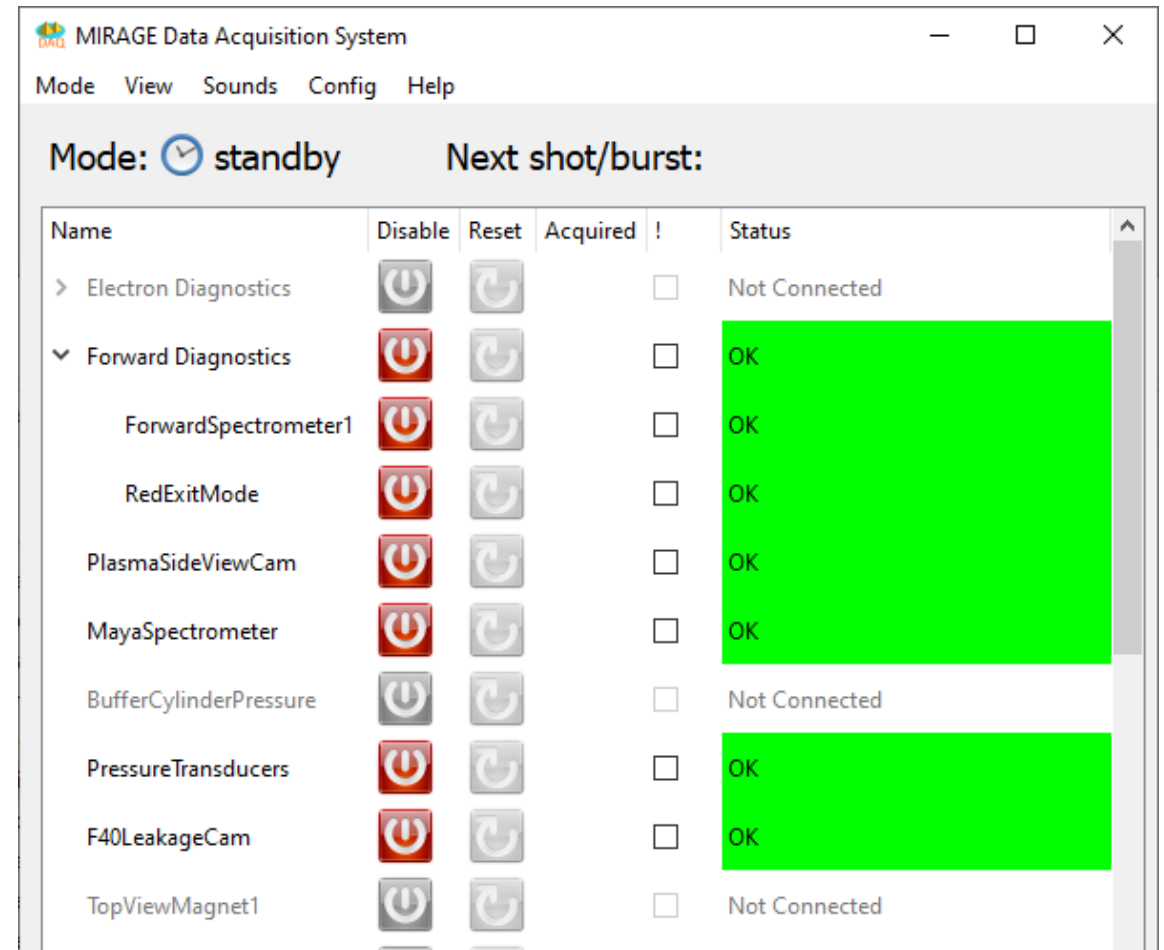 DAQ MIRAGE Data Acquisition System
Mode View Sounds Config Help
Mode: standby Next shot/burst:
Name Disable Reset Acquired ! Status
Electron Diagnostics Not Connected
Forward Diagnostics OK
ForwardSpectrometer1 OK
RedExitMode OK
PlasmaSideViewCam OK
MayaSpectrometer OK
BufferCylinderPressure Not Connected
PressureTransducers OK
F40LeakageCam OK
TopViewMagnet1 Not Connected